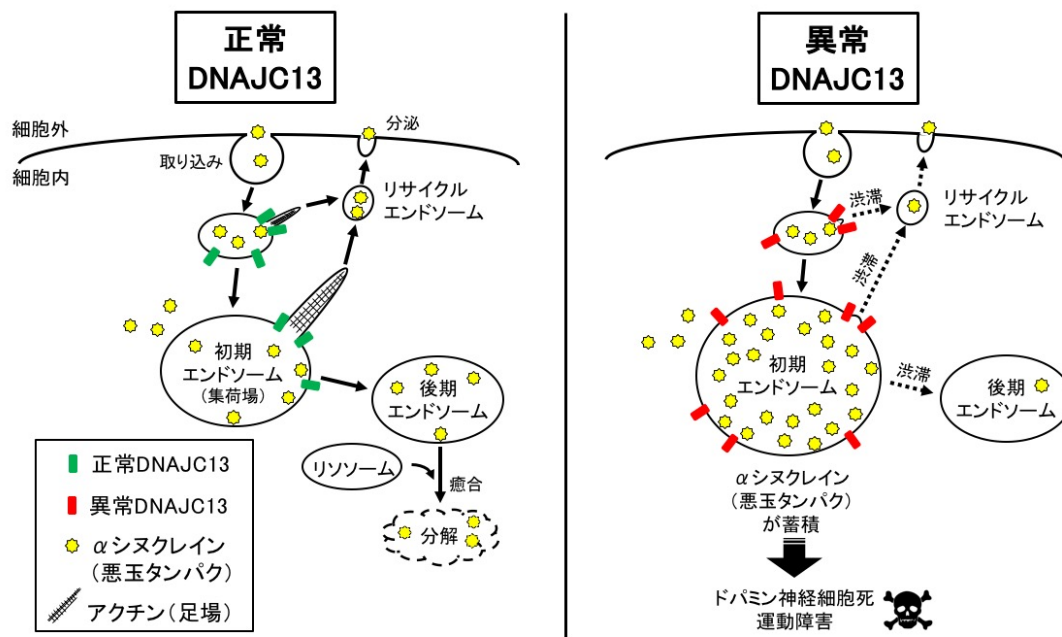 正常
DNAJC13
細胞外
細胞内
取り込み
分泌
リサイクル
エンドソーム
初期
エンドソーム
(集荷場)
後期
エンドソーム
リソソーム
癒合
分解
正常DNAJC13
異常DNAJC13
αシヌクレイン
(悪玉タンパク)
アクチン(足場)
異常
DNAJC13
渋滞
リサイクル
エンドソーム
渋滞
初期
エンドソーム
渋滞
後期
エンドソーム
αシヌクレイン
(悪玉タンパク)
が蓄積
ドパミン神経細胞死
運動障害